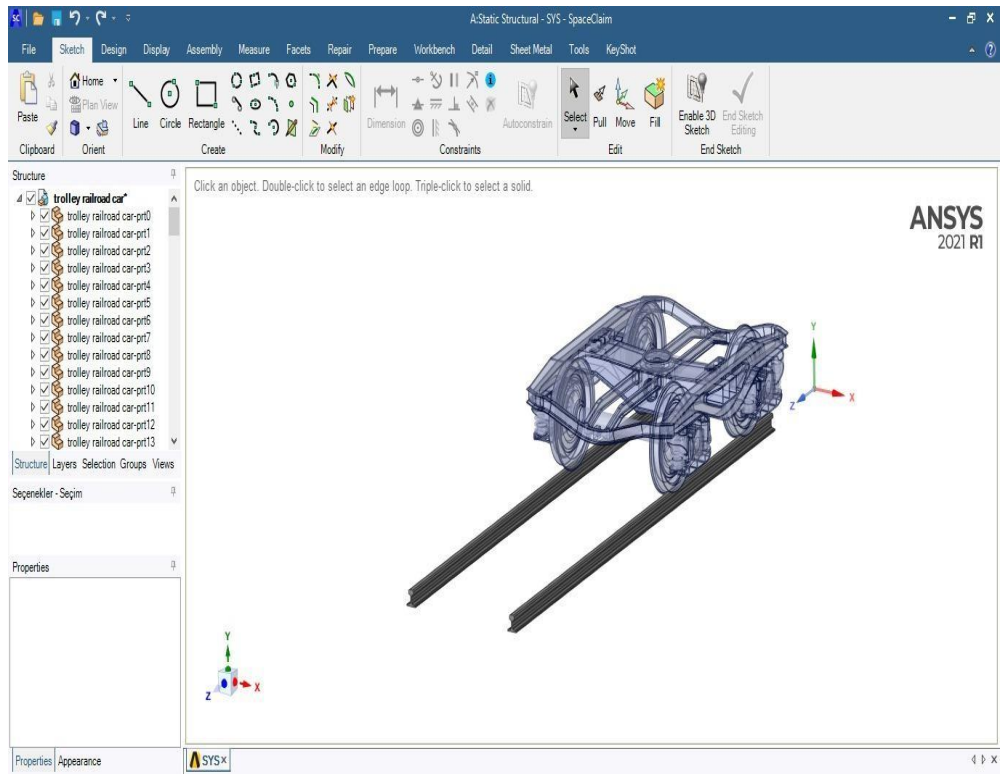 A:Static Structural - SYS - SpaceClaim
File Sketch Design Display Assembly Measure Facets Repair Prepare Workbench Detail Sheet Metal Tools KeyShot
Paste
Home
Plan View
Line Circle Rectangle
Dimension
Autoconstrain
Select Pull Move Fill
Enable 3D Sketch
End Sketch Editing
Clipboard Orient Create Modify Constraints Edit End Sketch
Structure
trolley railroad car*
trolley railroad car-prt0
trolley railroad car-prt1
trolley railroad car-prt2
trolley railroad car-prt3
trolley railroad car-prt4
trolley railroad car-prt5
trolley railroad car-prt6
trolley railroad car-prt7
trolley railroad car-prt8
trolley railroad car-prt9
trolley railroad car-prt10
trolley railroad car-prt11
trolley railroad car-prt12
trolley railroad car-prt13
Structure Layers Selection Groups Views
Seçenekler - Seçim
Properties
Properties Appearance
Click an object. Double-click to select an edge loop. Triple-click to select a solid.
ANSYS
2021 R1
Y
Z X
Y
Z X
SYS